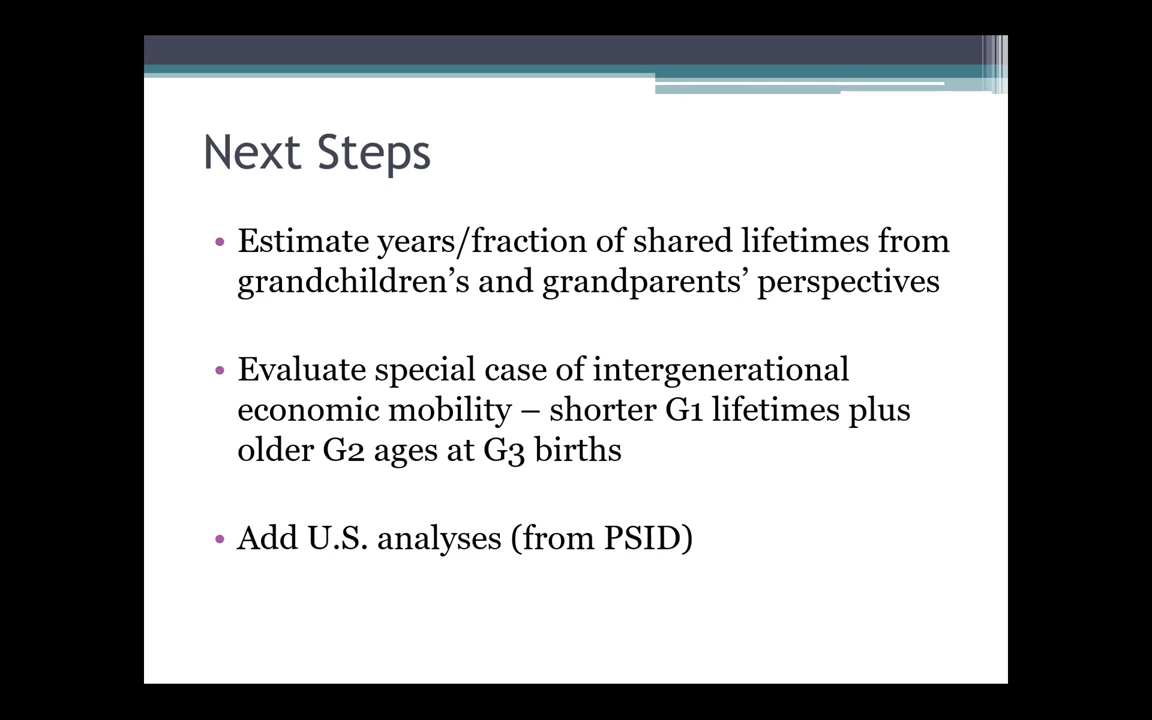 Next Steps
• Estimate years/fraction of shared lifetimes from
grandchildren’s and grandparents’ perspectives
• Evaluate special case of intergenerational
economic mobility – shorter G1 lifetimes plus
older G2 ages at G3 births
• Add U.S. analyses (from PSID)